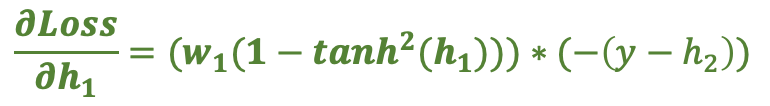 ∂Loss/∂h₁ = (w₁(1 − tanh²(h₁))) * (−(y − h₂))